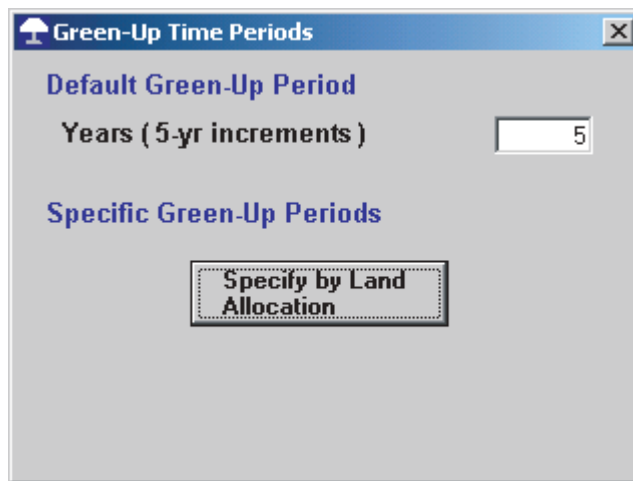 Green-Up Time Periods
Default Green-Up Period
Years ( 5-yr increments )
5
Specific Green-Up Periods
Specify by Land
Allocation